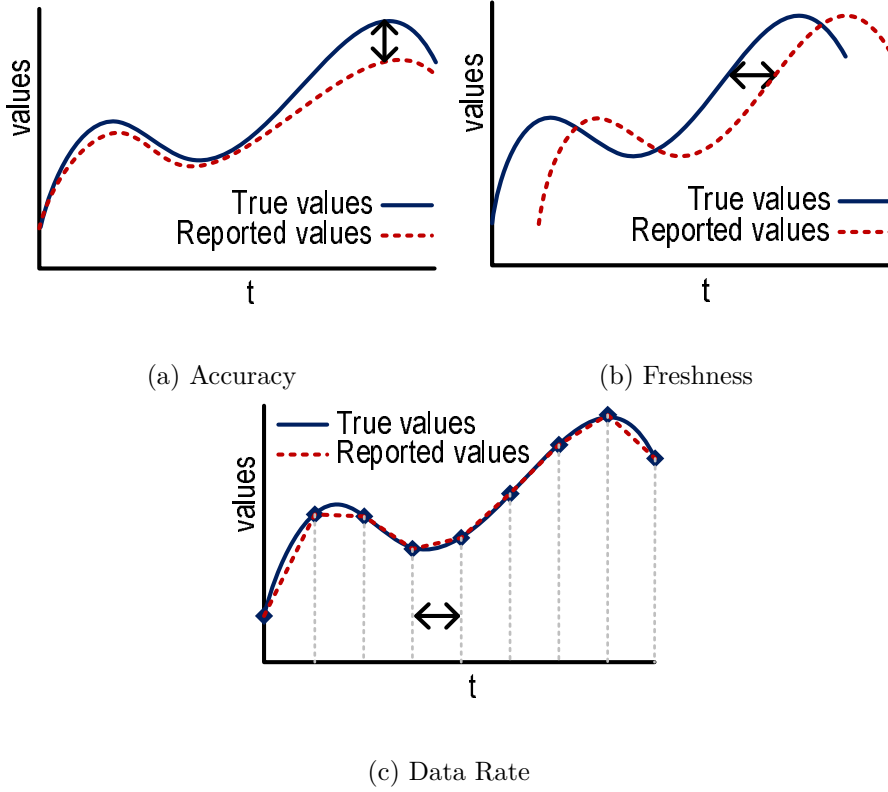 values
True values
Reported values
t
(a) Accuracy
values
True values
Reported values
t
(b) Freshness
True values
Reported values
values
t
(c) Data Rate